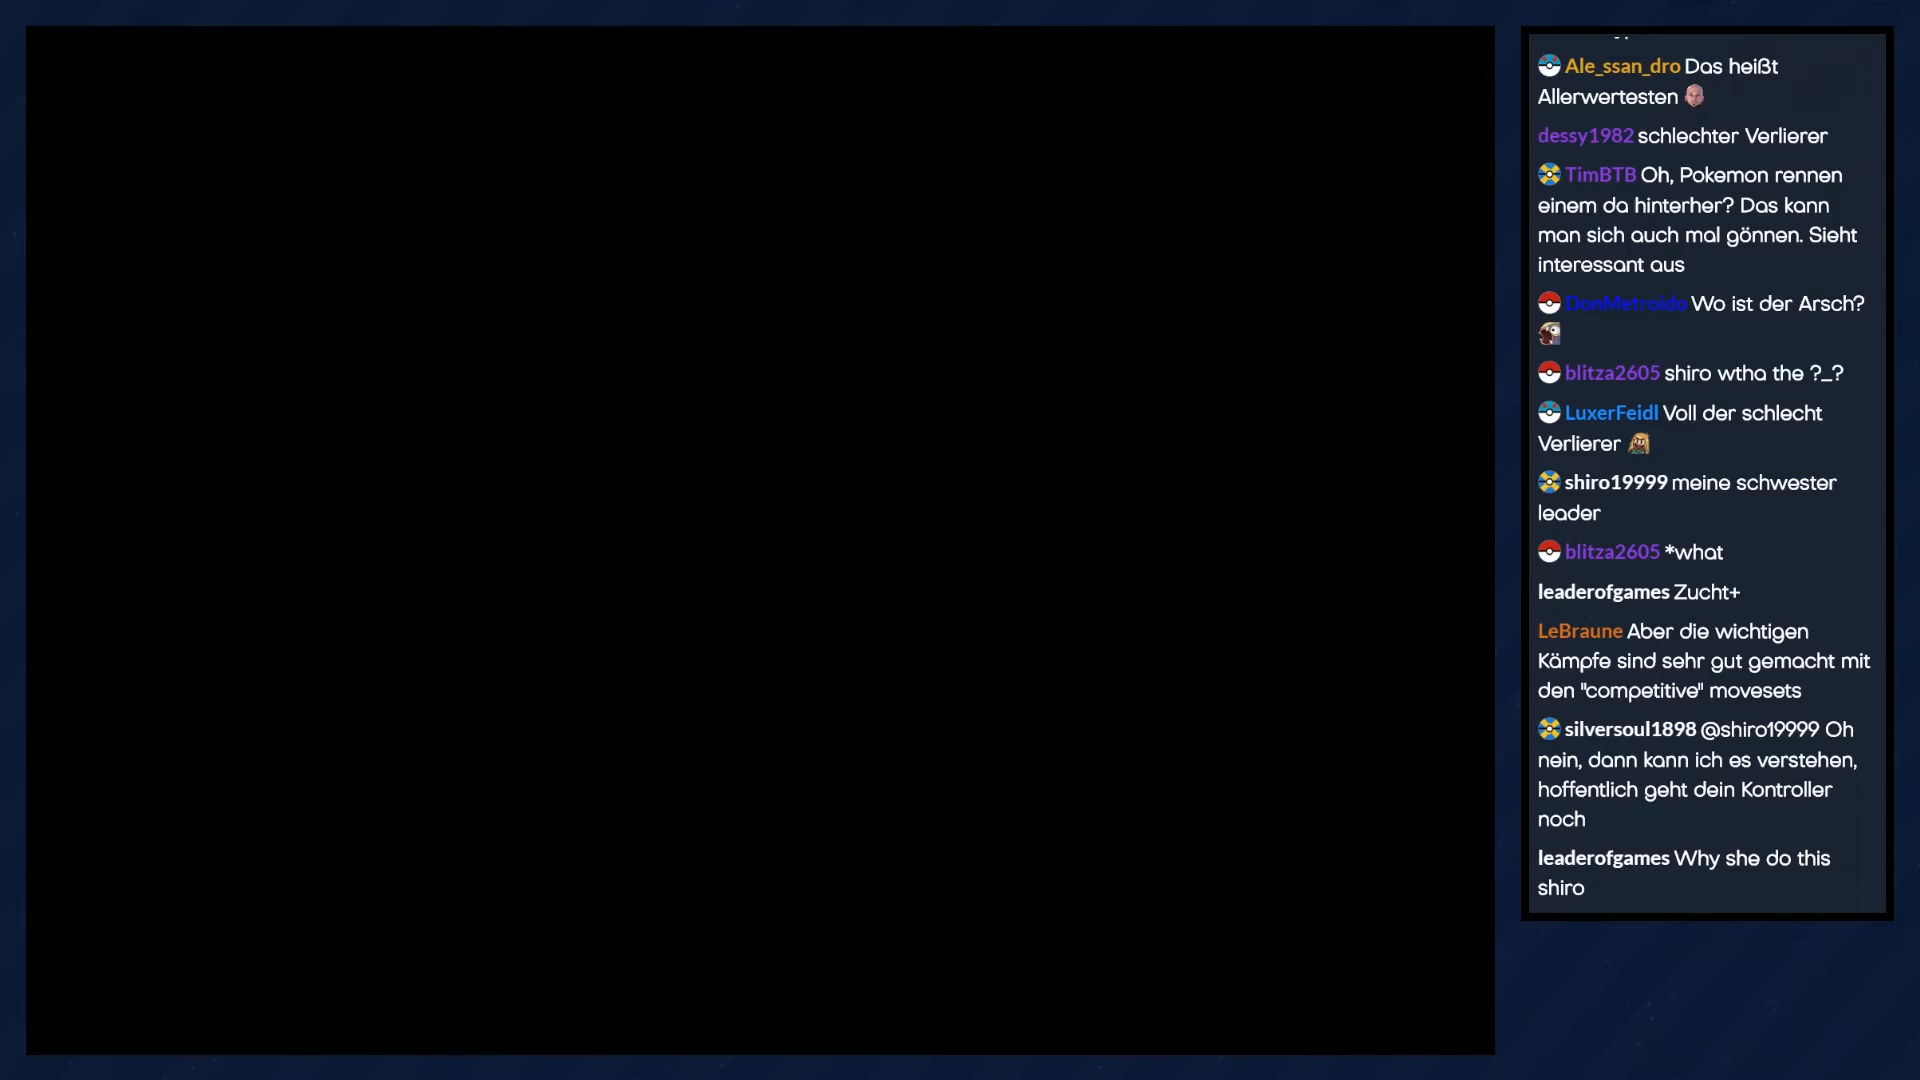 Ale_ssan_dro Das heißt
Allerwertesten
dessy1982 schlechter Verlierer
TimBTB Oh, Pokemon rennen
einem da hinterher? Das kann
man sich auch mal gönnen. Sieht
interessant aus
DonMetroido Wo ist der Arsch?
blitza2605 shiro wtha the ?_?
LuxerFeidl Voll der schlecht
Verlierer
shiro19999 meine schwester
leader
blitza2605 *what
leaderofgames Zucht+
LeBraune Aber die wichtigen
Kämpfe sind sehr gut gemacht mit
den "competitive" movesets
silversoul1898 @shiro19999 Oh
nein, dann kann ich es verstehen,
hoffentlich geht dein Kontroller
noch
leaderofgames Why she do this
shiro